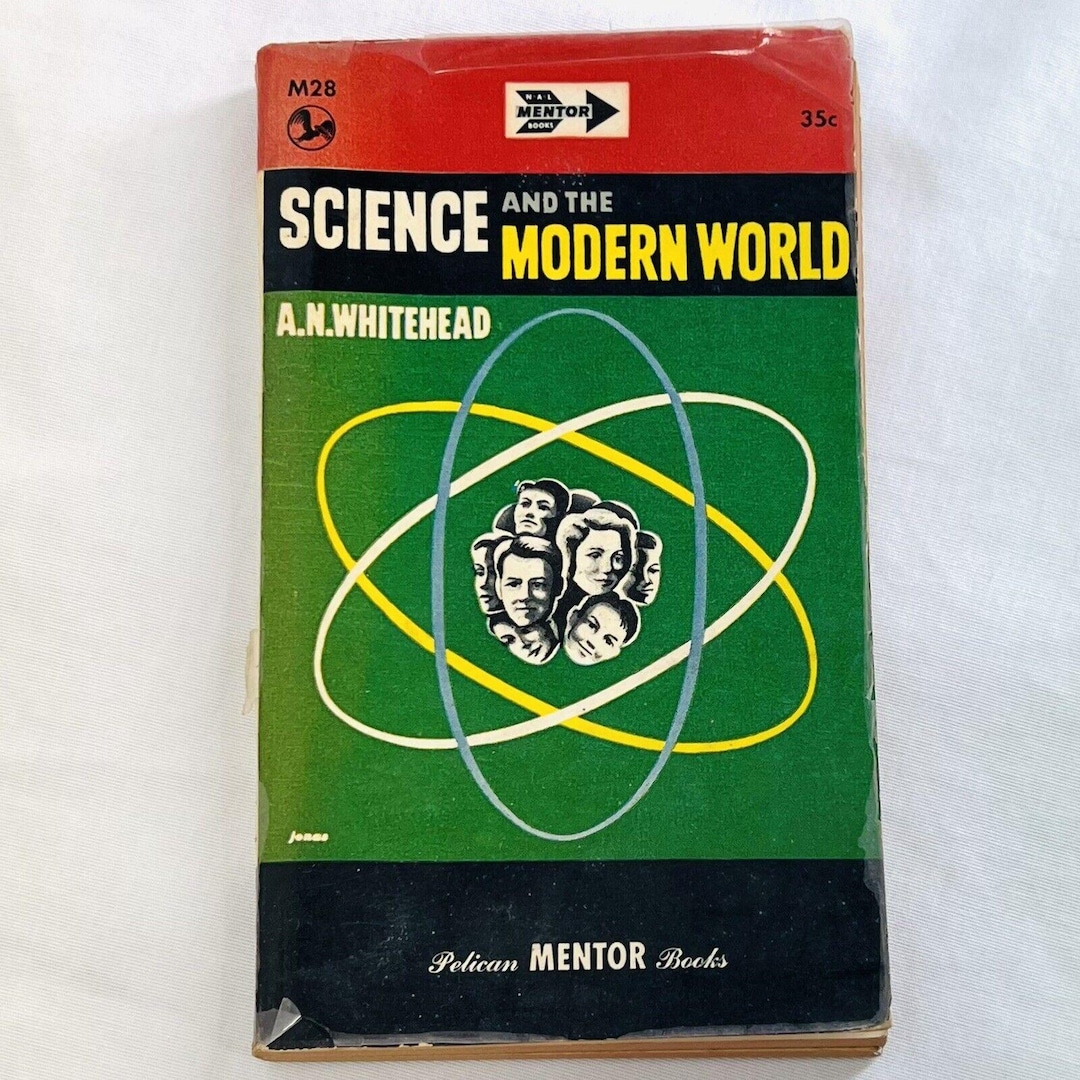 M28
N·A·L
MENTOR
BOOKS
35c
SCIENCE AND THE
MODERN WORLD
A.N.WHITEHEAD
jonas
Pelican MENTOR Books